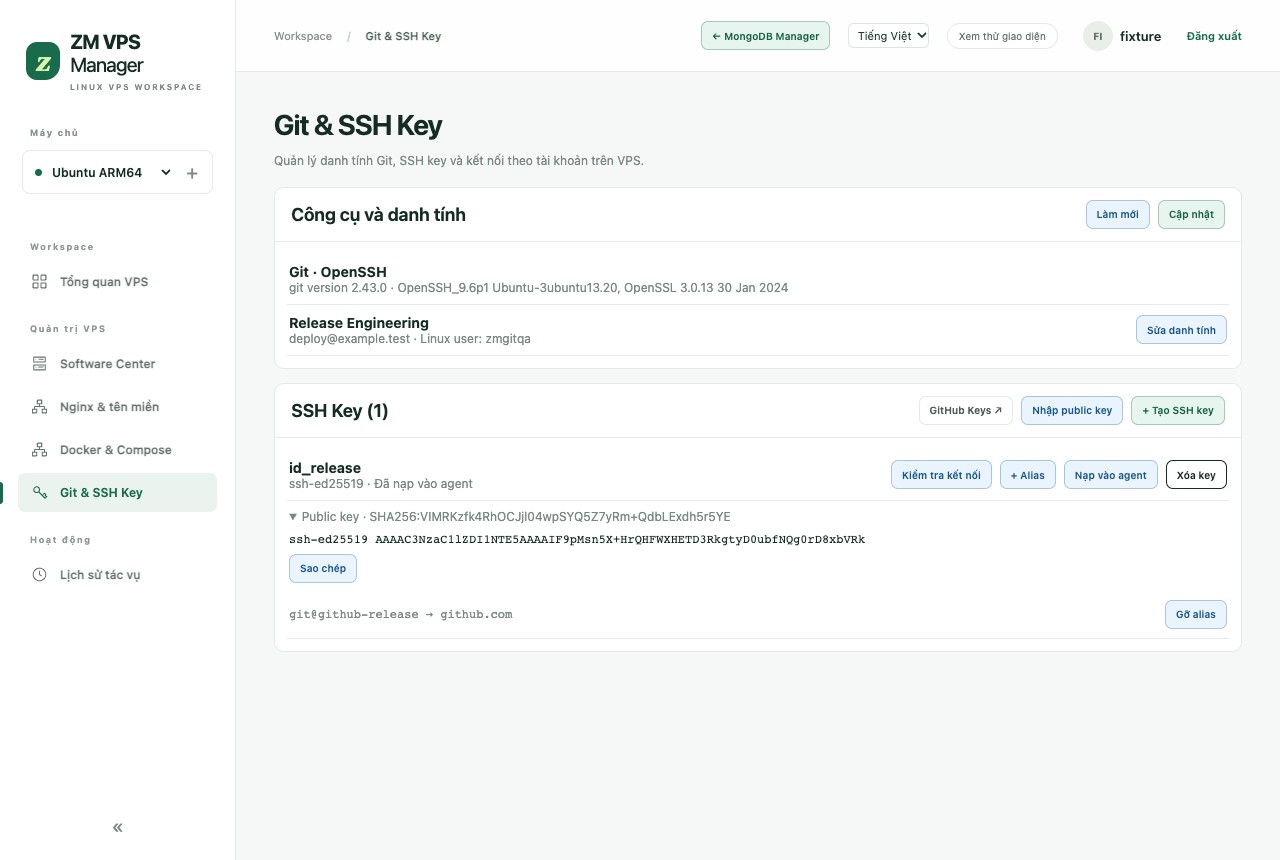 ZM VPS
Manager
LINUX VPS WORKSPACE
Máy chủ
Ubuntu ARM64
Workspace
Tổng quan VPS
Quản trị VPS
Software Center
Nginx & tên miền
Docker & Compose
Git & SSH Key
Hoạt động
Lịch sử tác vụ
«
Workspace / Git & SSH Key
← MongoDB Manager
Tiếng Việt
Xem thử giao diện
FI
fixture
Đăng xuất
Git & SSH Key
Quản lý danh tính Git, SSH key và kết nối theo tài khoản trên VPS.
Công cụ và danh tính
Làm mới
Cập nhật
Git · OpenSSH
git version 2.43.0 · OpenSSH_9.6p1 Ubuntu-3ubuntu13.20, OpenSSL 3.0.13 30 Jan 2024
Release Engineering
deploy@example.test · Linux user: zmgitqa
Sửa danh tính
SSH Key (1)
GitHub Keys ↗
Nhập public key
+ Tạo SSH key
id_release
ssh-ed25519 · Đã nạp vào agent
Kiểm tra kết nối
+ Alias
Nạp vào agent
Xóa key
▼ Public key · SHA256:VIMRKzfk4RhOCJjl04wpSYQ5Z7yRm+QdbLExdh5r5YE
ssh-ed25519 AAAAC3NzaC1lZDI1NTE5AAAAIF9pMsn5X+HrQHFWXHETD3RkgtyD0ubfNQg0rD8xbVRk
Sao chép
git@github-release → github.com
Gỡ alias